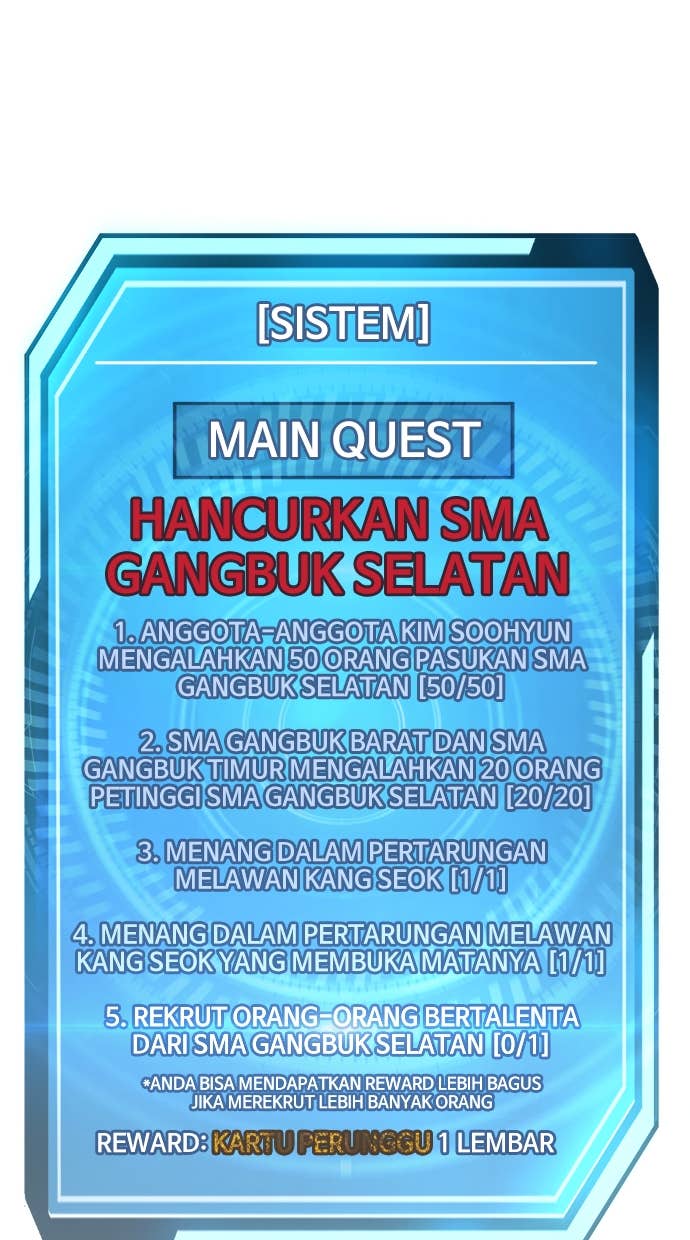 [SISTEM]
MAIN QUEST
HANCURKAN SMA
GANGBUK SELATAN
1. ANGGOTA-ANGGOTA KIM SOOHYUN
MENGALAHKAN 50 ORANG PASUKAN SMA
GANGBUK SELATAN [50/50]
2. SMA GANGBUK BARAT DAN SMA
GANGBUK TIMUR MENGALAHKAN 20 ORANG
PETINGGI SMA GANGBUK SELATAN [20/20]
3. MENANG DALAM PERTARUNGAN
MELAWAN KANG SEOK [1/1]
4. MENANG DALAM PERTARUNGAN MELAWAN
KANG SEOK YANG MEMBUKA MATANYA [1/1]
5. REKRUT ORANG-ORANG BERTALENTA
DARI SMA GANGBUK SELATAN [0/1]
*ANDA BISA MENDAPATKAN REWARD LEBIH BAGUS
JIKA MEREKRUT LEBIH BANYAK ORANG
REWARD: KARTU PERUNGGU 1 LEMBAR